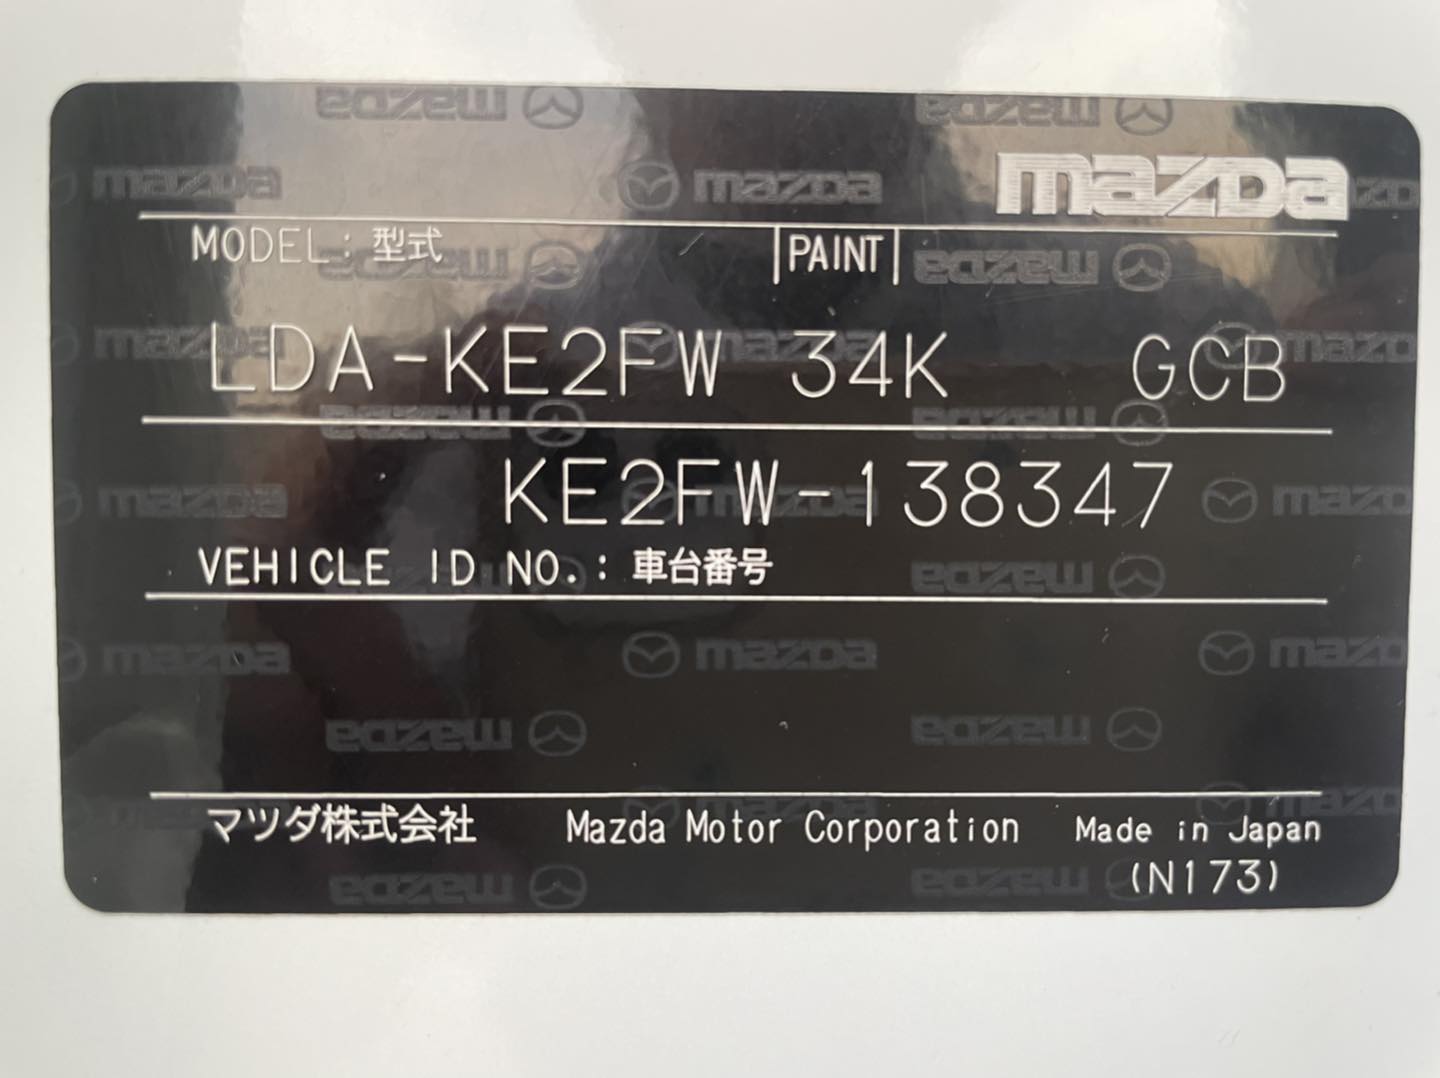 mazda
MODEL : 型式 PAINT
LDA-KE2FW 34K GCB
KE2FW-138347
VEHICLE ID NO. : 車台番号
マツダ株式会社 Mazda Motor Corporation Made in Japan
(N173)